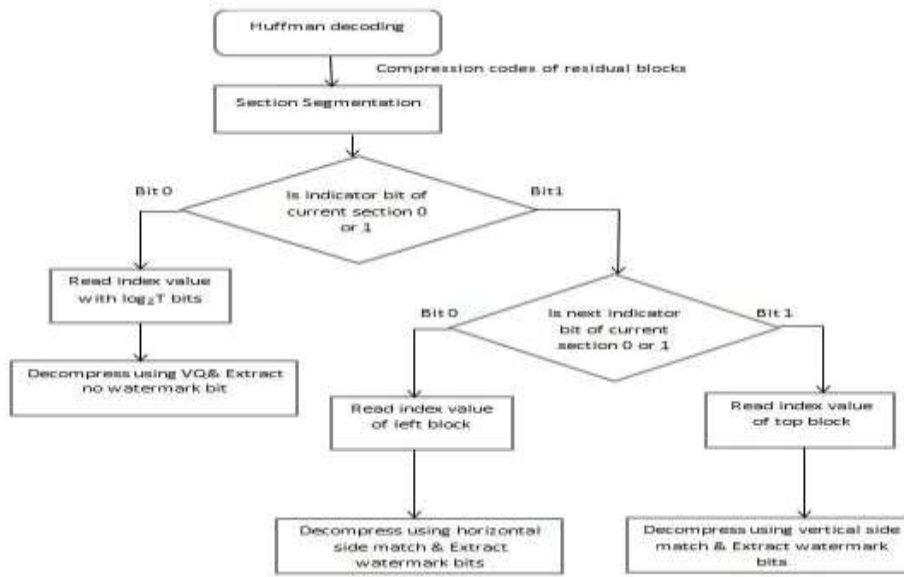 Huffman decoding
Compression codes of residual blocks
Section Segmentation
Bit 0
Bit1
Is indicator bit of
current section 0
or 1
Read index value
with log₂T bits
Bit 0
Is next indicator
bit of current
section 0 or 1
Bit 1
Decompress using VQ& Extract
no watermark bit
Read index value
of left block
Read index value
of top block
Decompress using horizontal
side match & Extract
watermark bits
Decompress using vertical side
match & Extract watermark
bits